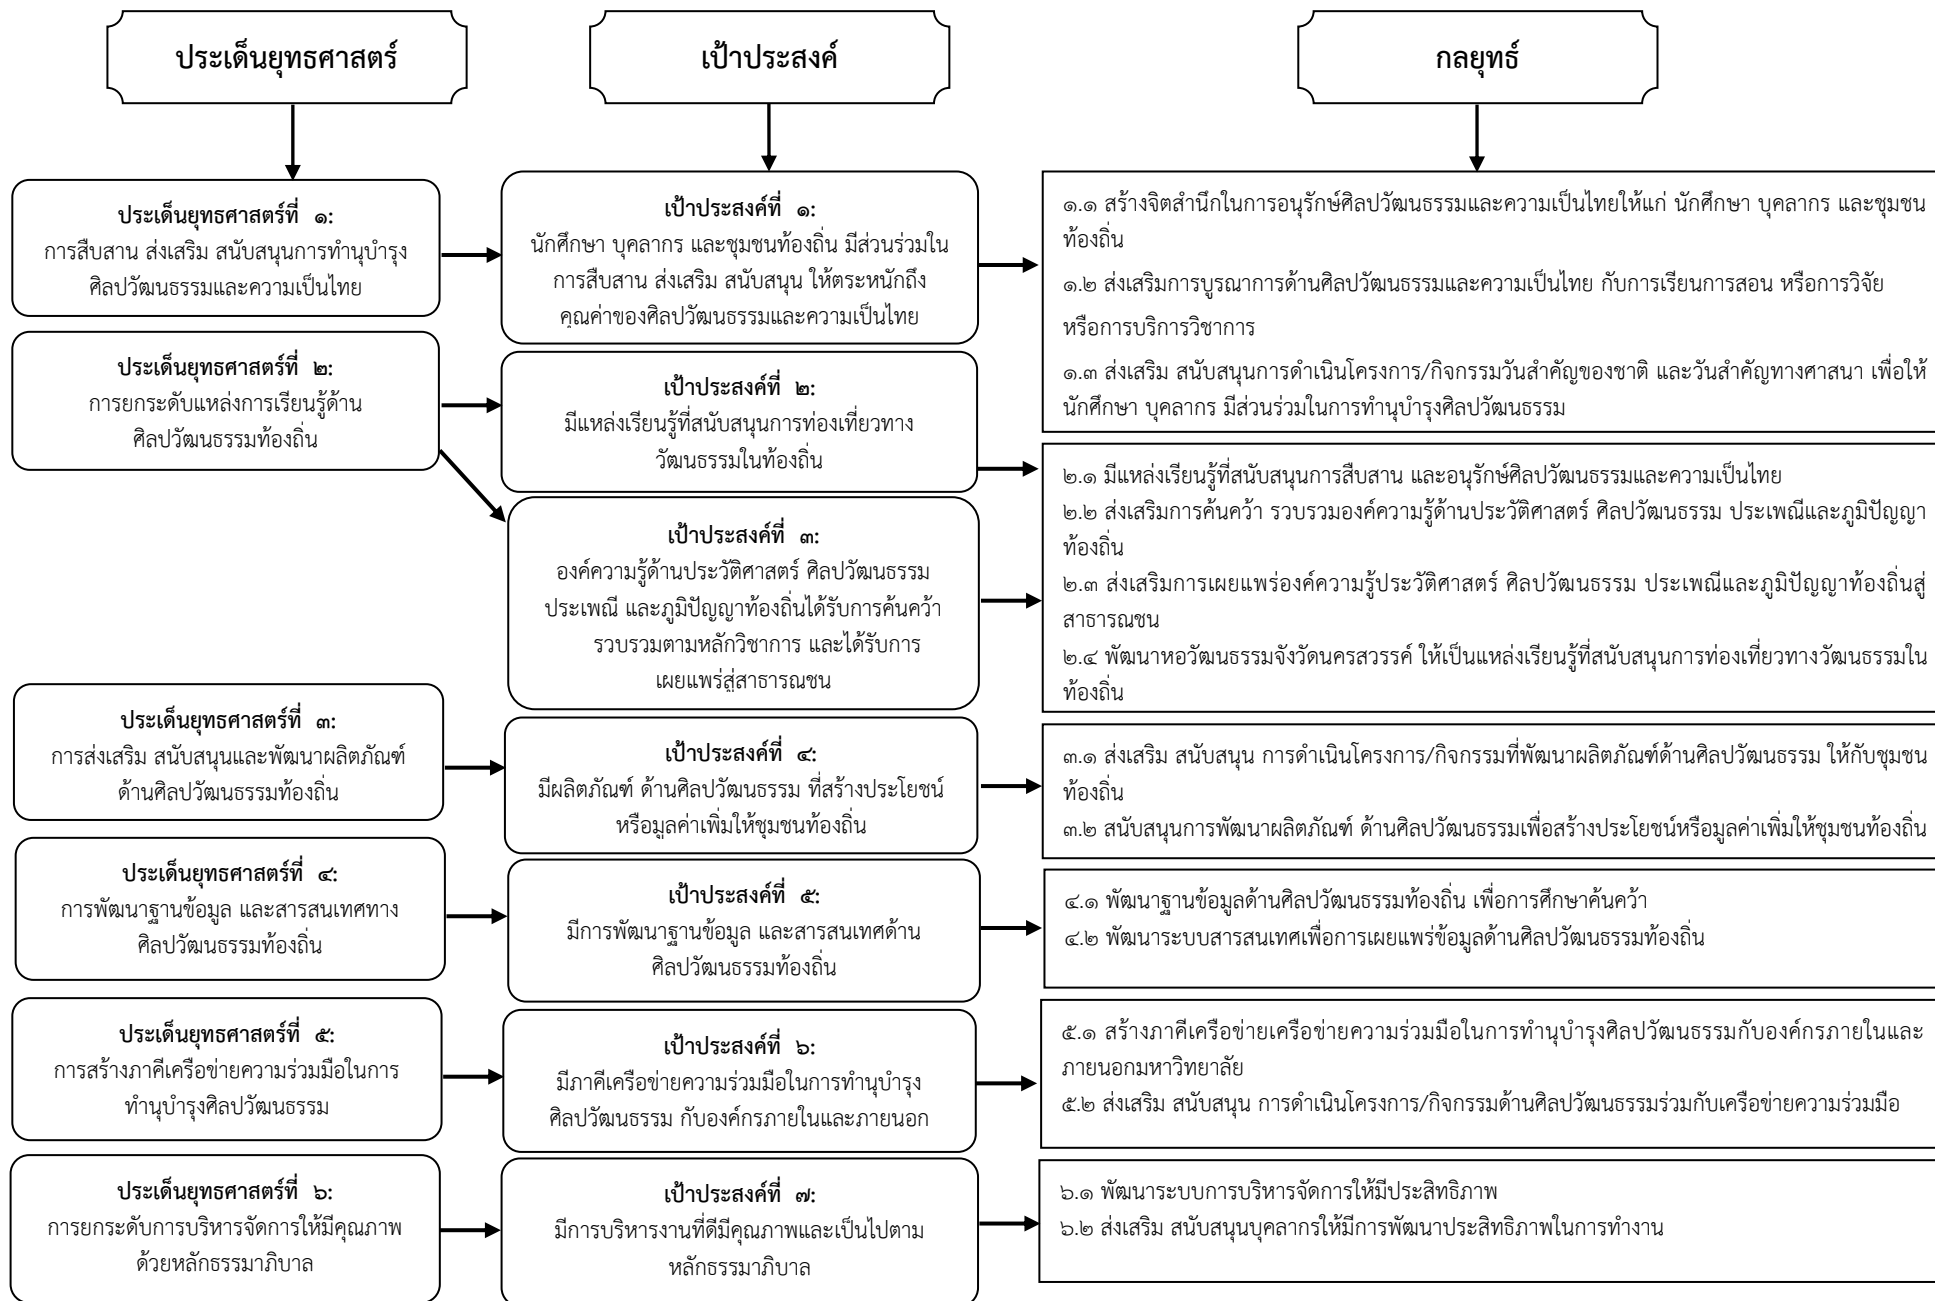 ประเด็นยุทธศาสตร์
เป้าประสงค์
กลยุทธ์
ประเด็นยุทธศาสตร์ที่ ๑:
การสืบสาน ส่งเสริม สนับสนุนการทำนุบำรุง
ศิลปวัฒนธรรมและความเป็นไทย
เป้าประสงค์ที่ ๑:
นักศึกษา บุคลากร และชุมชนท้องถิ่น มีส่วนร่วมใน
การสืบสาน ส่งเสริม สนับสนุน ให้ตระหนักถึง
คุณค่าของศิลปวัฒนธรรมและความเป็นไทย
๑.๑ สร้างจิตสำนึกในการอนุรักษ์ศิลปวัฒนธรรมและความเป็นไทยให้แก่ นักศึกษา บุคลากร และชุมชน
ท้องถิ่น
๑.๒ ส่งเสริมการบูรณาการด้านศิลปวัฒนธรรมและความเป็นไทย กับการเรียนการสอน หรือการวิจัย
หรือการบริการวิชาการ
๑.๓ ส่งเสริม สนับสนุนการดำเนินโครงการ/กิจกรรมวันสำคัญของชาติ และวันสำคัญทางศาสนา เพื่อให้
นักศึกษา บุคลากร มีส่วนร่วมในการทำนุบำรุงศิลปวัฒนธรรม
ประเด็นยุทธศาสตร์ที่ ๒:
การยกระดับแหล่งการเรียนรู้ด้าน
ศิลปวัฒนธรรมท้องถิ่น
เป้าประสงค์ที่ ๒:
มีแหล่งเรียนรู้ที่สนับสนุนการท่องเที่ยวทาง
วัฒนธรรมในท้องถิ่น
เป้าประสงค์ที่ ๓:
องค์ความรู้ด้านประวัติศาสตร์ ศิลปวัฒนธรรม
ประเพณี และภูมิปัญญาท้องถิ่นได้รับการค้นคว้า
รวบรวมตามหลักวิชาการ และได้รับการ
เผยแพร่สู่สาธารณชน
๒.๑ มีแหล่งเรียนรู้ที่สนับสนุนการสืบสาน และอนุรักษ์ศิลปวัฒนธรรมและความเป็นไทย
๒.๒ ส่งเสริมการค้นคว้า รวบรวมองค์ความรู้ด้านประวัติศาสตร์ ศิลปวัฒนธรรม ประเพณีและภูมิปัญญา
ท้องถิ่น
๒.๓ ส่งเสริมการเผยแพร่องค์ความรู้ประวัติศาสตร์ ศิลปวัฒนธรรม ประเพณีและภูมิปัญญาท้องถิ่นสู่
สาธารณชน
๒.๔ พัฒนาหอวัฒนธรรมจังวัดนครสวรรค์ ให้เป็นแหล่งเรียนรู้ที่สนับสนุนการท่องเที่ยวทางวัฒนธรรมใน
ท้องถิ่น
ประเด็นยุทธศาสตร์ที่ ๓:
การส่งเสริม สนับสนุนและพัฒนาผลิตภัณฑ์
ด้านศิลปวัฒนธรรมท้องถิ่น
เป้าประสงค์ที่ ๔:
มีผลิตภัณฑ์ ด้านศิลปวัฒนธรรม ที่สร้างประโยชน์
หรือมูลค่าเพิ่มให้ชุมชนท้องถิ่น
๓.๑ ส่งเสริม สนับสนุน การดำเนินโครงการ/กิจกรรมที่พัฒนาผลิตภัณฑ์ด้านศิลปวัฒนธรรม ให้กับชุมชน
ท้องถิ่น
๓.๒ สนับสนุนการพัฒนาผลิตภัณฑ์ ด้านศิลปวัฒนธรรมเพื่อสร้างประโยชน์หรือมูลค่าเพิ่มให้ชุมชนท้องถิ่น
ประเด็นยุทธศาสตร์ที่ ๔:
การพัฒนาฐานข้อมูล และสารสนเทศทาง
ศิลปวัฒนธรรมท้องถิ่น
เป้าประสงค์ที่ ๕:
มีการพัฒนาฐานข้อมูล และสารสนเทศด้าน
ศิลปวัฒนธรรมท้องถิ่น
๔.๑ พัฒนาฐานข้อมูลด้านศิลปวัฒนธรรมท้องถิ่น เพื่อการศึกษาค้นคว้า
๔.๒ พัฒนาระบบสารสนเทศเพื่อการเผยแพร่ข้อมูลด้านศิลปวัฒนธรรมท้องถิ่น
ประเด็นยุทธศาสตร์ที่ ๕:
การสร้างภาคีเครือข่ายความร่วมมือในการ
ทำนุบำรุงศิลปวัฒนธรรม
เป้าประสงค์ที่ ๖:
มีภาคีเครือข่ายความร่วมมือในการทำนุบำรุง
ศิลปวัฒนธรรม กับองค์กรภายในและภายนอก
๕.๑ สร้างภาคีเครือข่ายเครือข่ายความร่วมมือในการทำนุบำรุงศิลปวัฒนธรรมกับองค์กรภายในและ
ภายนอกมหาวิทยาลัย
๕.๒ ส่งเสริม สนับสนุน การดำเนินโครงการ/กิจกรรมด้านศิลปวัฒนธรรมร่วมกับเครือข่ายความร่วมมือ
ประเด็นยุทธศาสตร์ที่ ๖:
การยกระดับการบริหารจัดการให้มีคุณภาพ
ด้วยหลักธรรมาภิบาล
เป้าประสงค์ที่ ๗:
มีการบริหารงานที่ดีมีคุณภาพและเป็นไปตาม
หลักธรรมาภิบาล
๖.๑ พัฒนาระบบการบริหารจัดการให้มีประสิทธิภาพ
๖.๒ ส่งเสริม สนับสนุนบุคลากรให้มีการพัฒนาประสิทธิภาพในการทำงาน